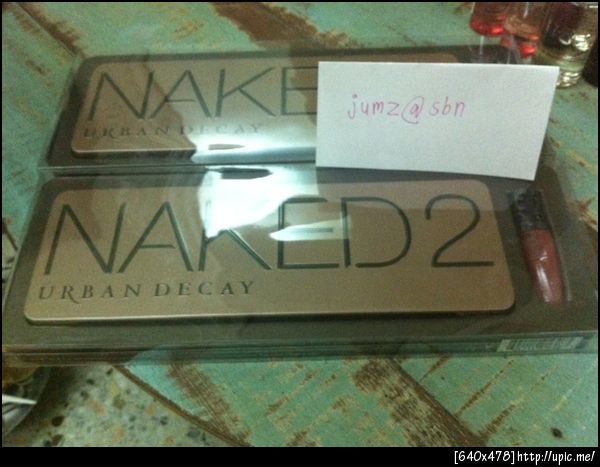 NAKE
URBAN DECAY
jumz@sbn
NAKED2
URBAN DECAY
[640x478]http://upic.me/